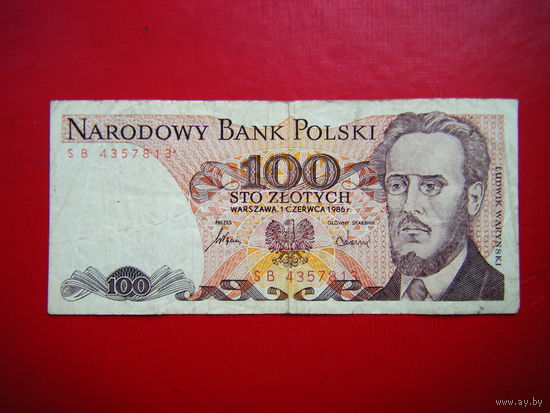 NARODOWY BANK POLSKI
SB 4357813
100
STO ZŁOTYCH
WARSZAWA, 1 CZERWCA 1986 r.
PREZES
GŁÓWNY SKARBNIK
SB 4357813
100
LUDWIK WARYŃSKI
www.ay.by